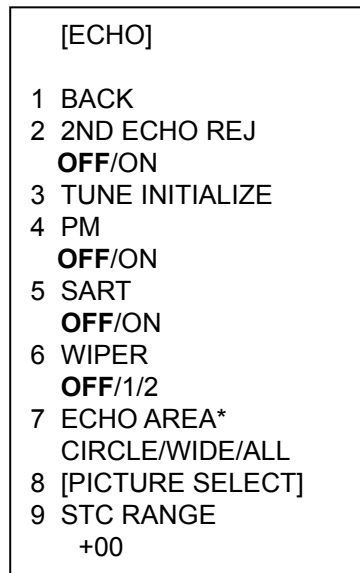 [ECHO]
1 BACK
2 2ND ECHO REJ
OFF/ON
3 TUNE INITIALIZE
4 PM
OFF/ON
5 SART
OFF/ON
6 WIPER
OFF/1/2
7 ECHO AREA*
CIRCLE/WIDE/ALL
8 [PICTURE SELECT]
9 STC RANGE
+00